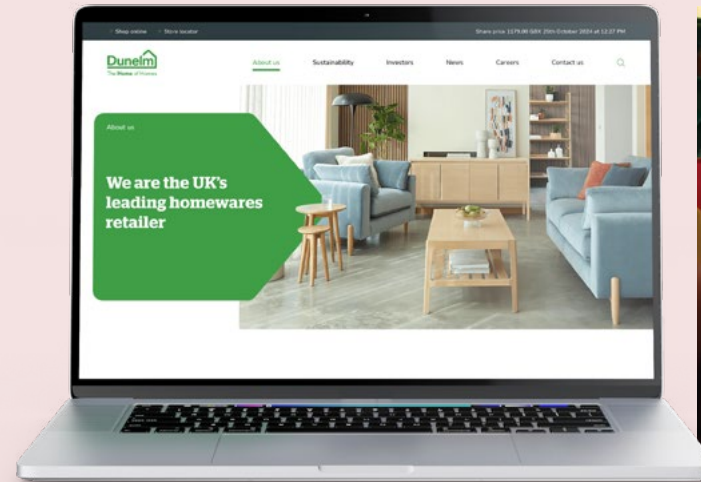 Shop online
Store locator
Share price 1179.00 GBX 25th October 2024 at 12:27 PM
Dunelm
The Home of Homes
About us
Sustainability
Investors
News
Careers
Contact us
About us
We are the UK's
leading homewares
retailer